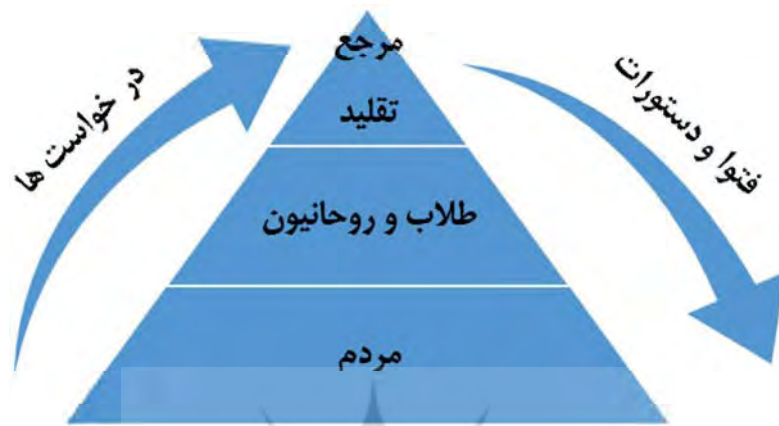 مرجع
تقلید
در خواست ها
فتوا و دستورات
طلاب و روحانیون
مردم